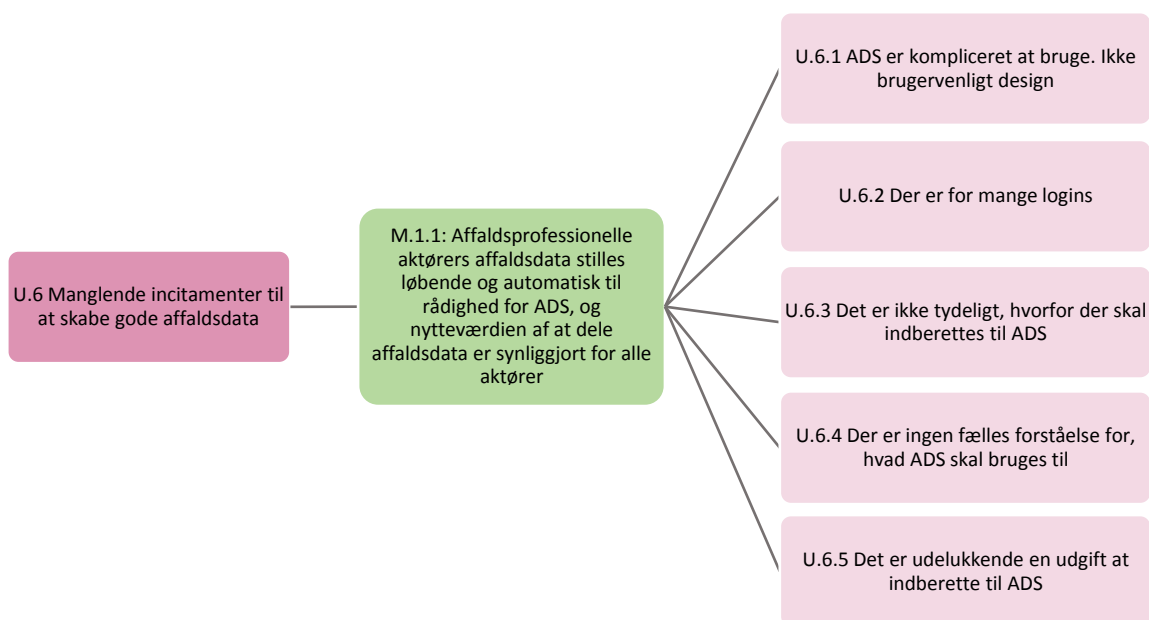 U.6 Manglende incitamenter til
at skabe gode affaldsdata
M.1.1: Affaldsprofessionelle
aktørers affaldsdata stilles
løbende og automatisk til
rådighed for ADS, og
nytteværdien af at dele
affaldsdata er synliggjort for alle
aktører
U.6.1 ADS er kompliceret at bruge. Ikke
brugervenligt design
U.6.2 Der er for mange logins
U.6.3 Det er ikke tydeligt, hvorfor der skal
indberettes til ADS
U.6.4 Der er ingen fælles forståelse for,
hvad ADS skal bruges til
U.6.5 Det er udelukkende en udgift at
indberette til ADS